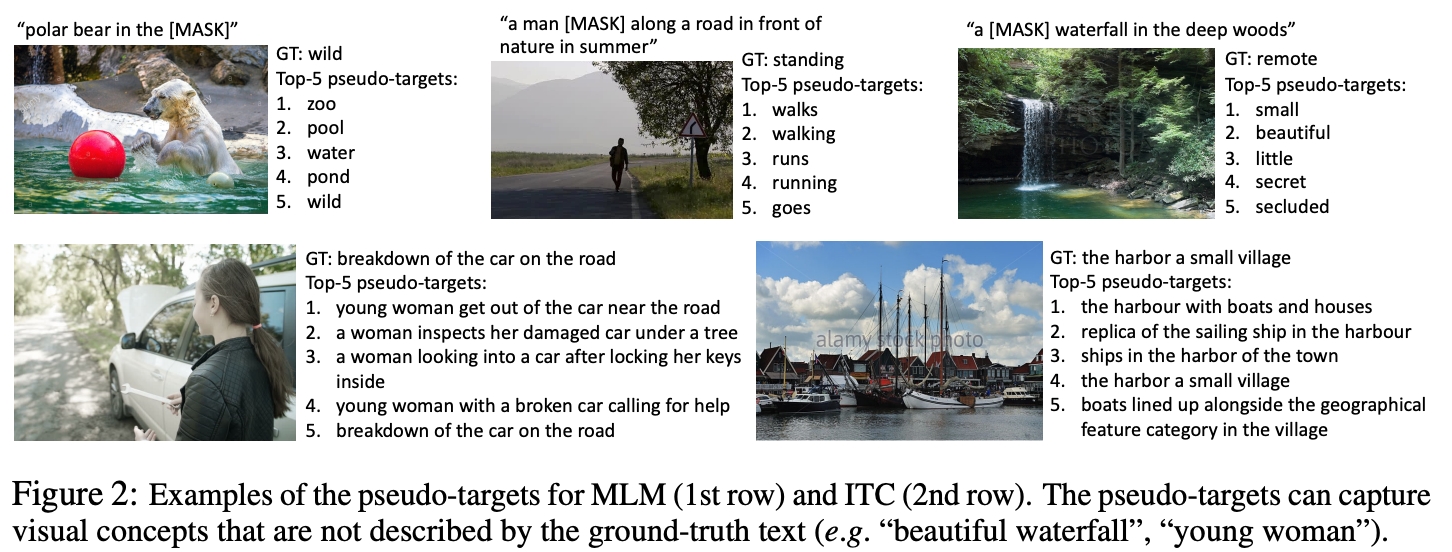 “polar bear in the [MASK]”
GT: wild
Top-5 pseudo-targets:
1. zoo
2. pool
3. water
4. pond
5. wild
“a man [MASK] along a road in front of
nature in summer”
GT: standing
Top-5 pseudo-targets:
1. walks
2. walking
3. runs
4. running
5. goes
“a [MASK] waterfall in the deep woods”
GT: remote
Top-5 pseudo-targets:
1. small
2. beautiful
3. little
4. secret
5. secluded
GT: breakdown of the car on the road
Top-5 pseudo-targets:
1. young woman get out of the car near the road
2. a woman inspects her damaged car under a tree
3. a woman looking into a car after locking her keys
inside
4. young woman with a broken car calling for help
5. breakdown of the car on the road
alamy stock photo
GT: the harbor a small village
Top-5 pseudo-targets:
1. the harbour with boats and houses
2. replica of the sailing ship in the harbour
3. ships in the harbor of the town
4. the harbor a small village
5. boats lined up alongside the geographical
feature category in the village
Figure 2: Examples of the pseudo-targets for MLM (1st row) and ITC (2nd row). The pseudo-targets can capture
visual concepts that are not described by the ground-truth text (e.g. “beautiful waterfall”, “young woman”).